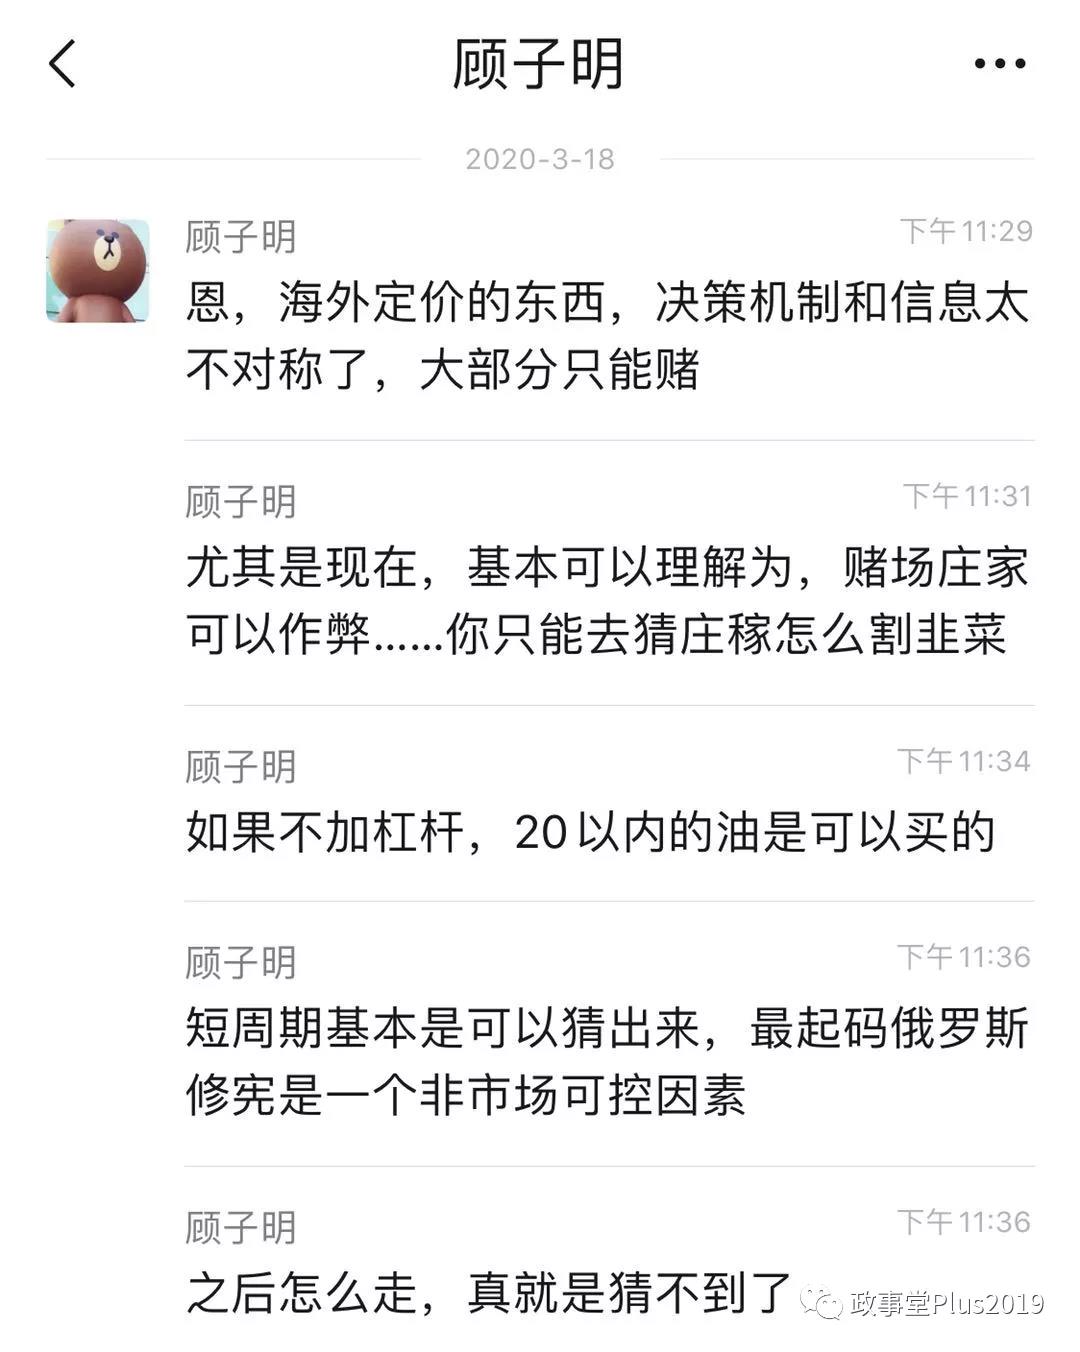 顾子明
2020-3-18
顾子明
下午11:29
恩，海外定价的东西，决策机制和信息太
不对称了，大部分只能赌
顾子明
下午11:31
尤其是现在，基本可以理解为，赌场庄家
可以作弊……你只能去猜庄稼怎么割韭菜
顾子明
下午11:34
如果不加杠杆，20以内的油是可以买的
顾子明
下午11:36
短周期基本是可以猜出来，最起码俄罗斯
修宪是一个非市场可控因素
顾子明
下午11:36
之后怎么走，真就是猜不到了
政事堂Plus2019